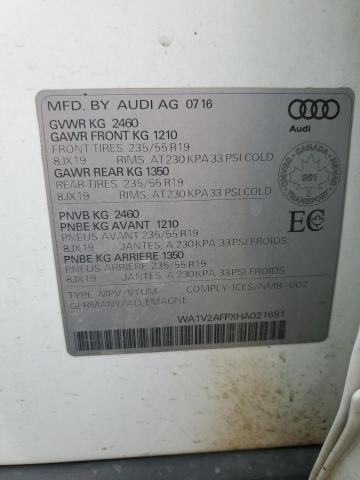 MFD. BY AUDI AG 07 16
Audi
GVWR KG 2460
GAWR FRONT KG 1210
FRONT-TIRES 235/55 R19
8JX19 RIMS, AT 230 KPA 33 PSI COLD
GAWR REAR KG 1350
REAR-TIRES 235/55 R19
8JX19 RIMS, AT 230 KPA 33 PSI COLD
CANADA
TRANSPORT
PNVB KG 2460
PNBE KG AVANT 1210
PNEUS AVANT 235/55 R19
8JX19 JANTES, A 230 KPA 33 PSI FROIDS
PNBE KG ARRIERE 1350
PNEUS ARRIERE 235/55 R19
8JX19 JANTES, A 230 KPA 33 PSI FROIDS
EC
TYPE MPV/VTUM COMPLY ICES/NMB-002
GERMANY/ALLEMAGNE
WA1V2AFPXHA021691